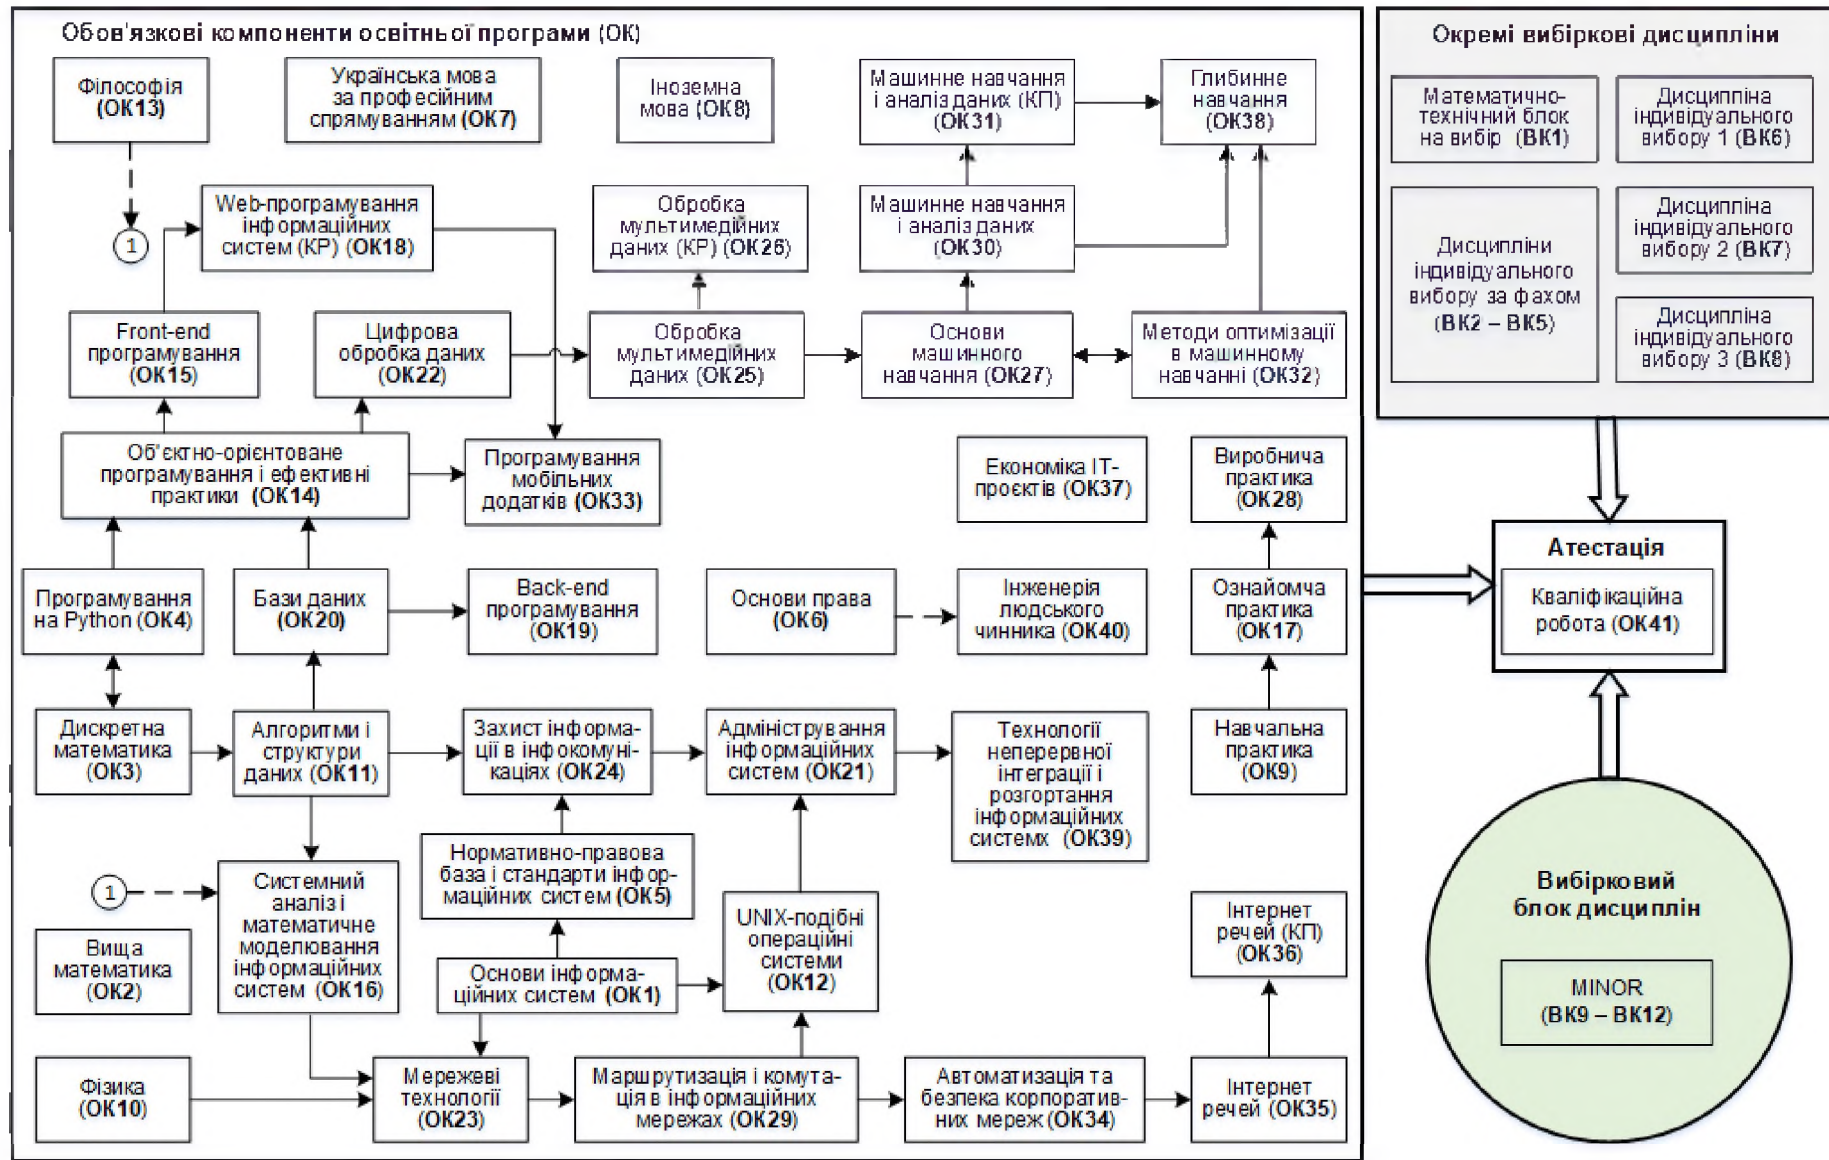 Обов'язкові компоненти освітньої програми (ОК)
Філософія
(ОК13)
Українська мова
за професійним
спрямуванням (ОК7)
Іноземна
мова (ОК8)
Машинне навчання
і аналіз даних (КП)
(ОК31)
Глибинне
навчання
(ОК38)
1
Web-програмування
інформаційних
систем (КР) (ОК18)
Обробка
мультимедійних
даних (КР) (ОК26)
Машинне навчання
і аналіз даних
(ОК30)
Front-end
програмування
(ОК15)
Цифрова
обробка даних
(ОК22)
Обробка
мультимедійних
даних (ОК25)
Основи
машинного
навчання (ОК27)
Методи оптимізації
в машинному
навчанні (ОК32)
Об'єктно-орієнтоване
програмування і ефективні
практики (ОК14)
Програмування
мобільних
додатків (ОК33)
Економіка ІТ-
проєктів (ОК37)
Виробнича
практика
(ОК28)
Програмування
на Python (ОК4)
Бази даних
(ОК20)
Back-end
програмування
(ОК19)
Основи права
(ОК6)
Інженерія
людського
чинника (ОК40)
Ознайомча
практика
(ОК17)
Дискретна
математика
(ОК3)
Алгоритми і
структури
даних (ОК11)
Захист інформа-
ції в інфокомуні-
каціях (ОК24)
Адміністрування
інформаційних
систем (ОК21)
Технології
неперервної
інтеграції і
розгортання
інформаційних
системх (ОК39)
Навчальна
практика
(ОК9)
1
Системний
аналіз і
математичне
моделювання
інформаційних
систем (ОК16)
Нормативно-правова
база і стандарти інфор-
маційних систем (ОК5)
UNIX-подібні
операційні
системи
(ОК12)
Інтернет
речей (КП)
(ОК36)
Вища
математика
(ОК2)
Основи інформа-
ційних систем (ОК1)
Фізика
(ОК10)
Мережеві
технології
(ОК23)
Маршрутизація і комута-
ція в інформаційних
мережах (ОК29)
Автоматизація та
безпека корпоратив-
них мереж (ОК34)
Інтернет
речей (ОК35)
Окремі вибіркові дисципліни
Математично-
технічний блок
на вибір (ВК1)
Дисципліна
індивідуального
вибору 1 (ВК6)
Дисципліни
індивідуального
вибору за фахом
(ВК2 – ВК5)
Дисципліна
індивідуального
вибору 2 (ВК7)
Дисципліна
індивідуального
вибору 3 (ВК8)
Атестація
Кваліфікаційна
робота (ОК41)
Вибірковий
блок дисциплін
MINOR
(ВК9 – ВК12)